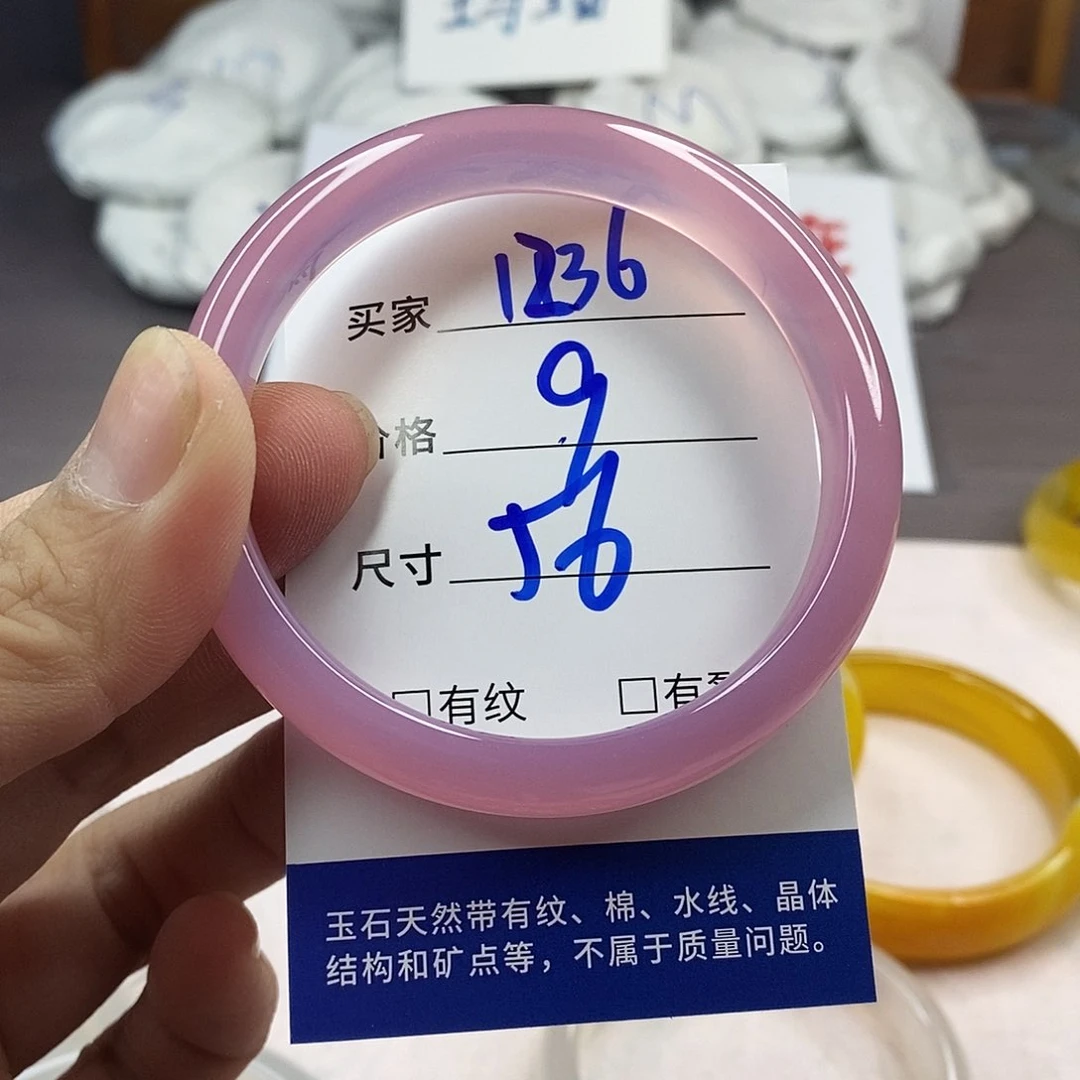 买家 1236
价格 9
尺寸 56
□有纹 □有
玉石天然带有纹、棉、水线、晶体
结构和矿点等，不属于质量问题。